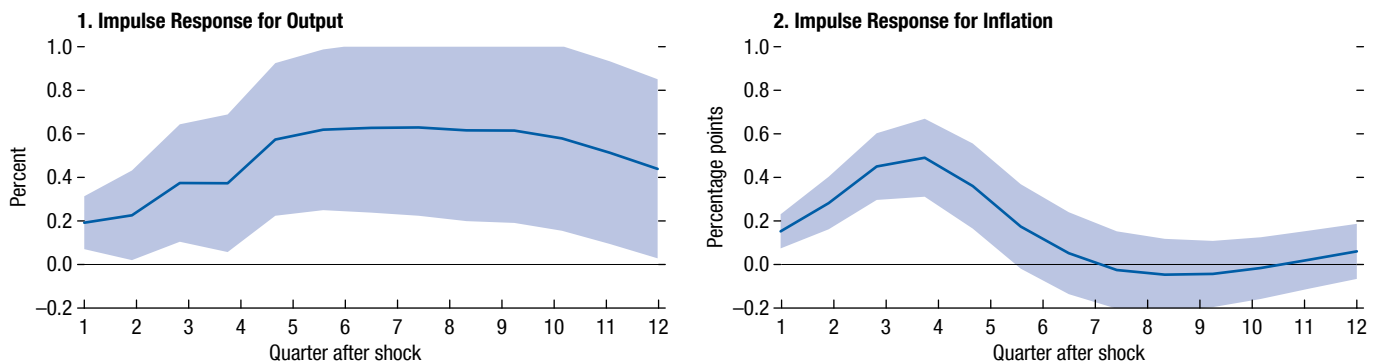 1. Impulse Response for Output
1.0
0.8
0.6
0.4
0.2
0.0
–0.2
Percent
1 2 3 4 5 6 7 8 9 10 11 12
Quarter after shock
2. Impulse Response for Inflation
1.0
0.8
0.6
0.4
0.2
0.0
–0.2
Percentage points
1 2 3 4 5 6 7 8 9 10 11 12
Quarter after shock